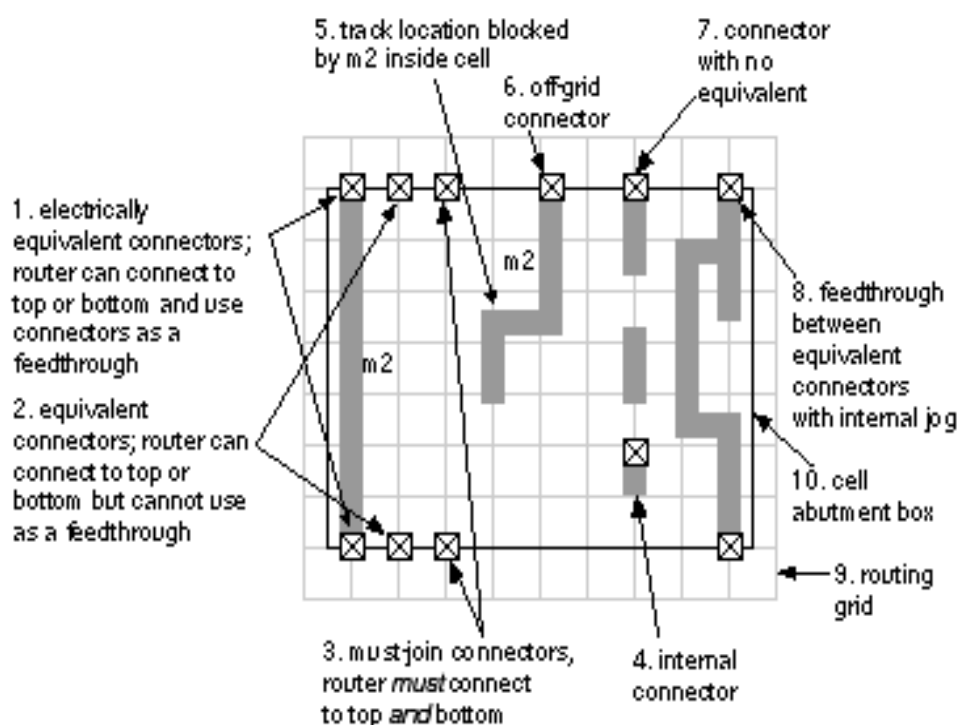 5. track location blocked
by m2 inside cell
7. connector
with no
equivalent
6. off-grid
connector
1. electrically
equivalent connectors;
router can connect to
top or bottom and use
connectors as a
feedthrough
m2
m2
8. feedthrough
between
equivalent
connectors
with internal jog
2. equivalent
connectors; router can
connect to top or
bottom but cannot use
as a feedthrough
10. cell
abutment box
9. routing
grid
3. must-join connectors,
router must connect
to top and bottom
4. internal
connector